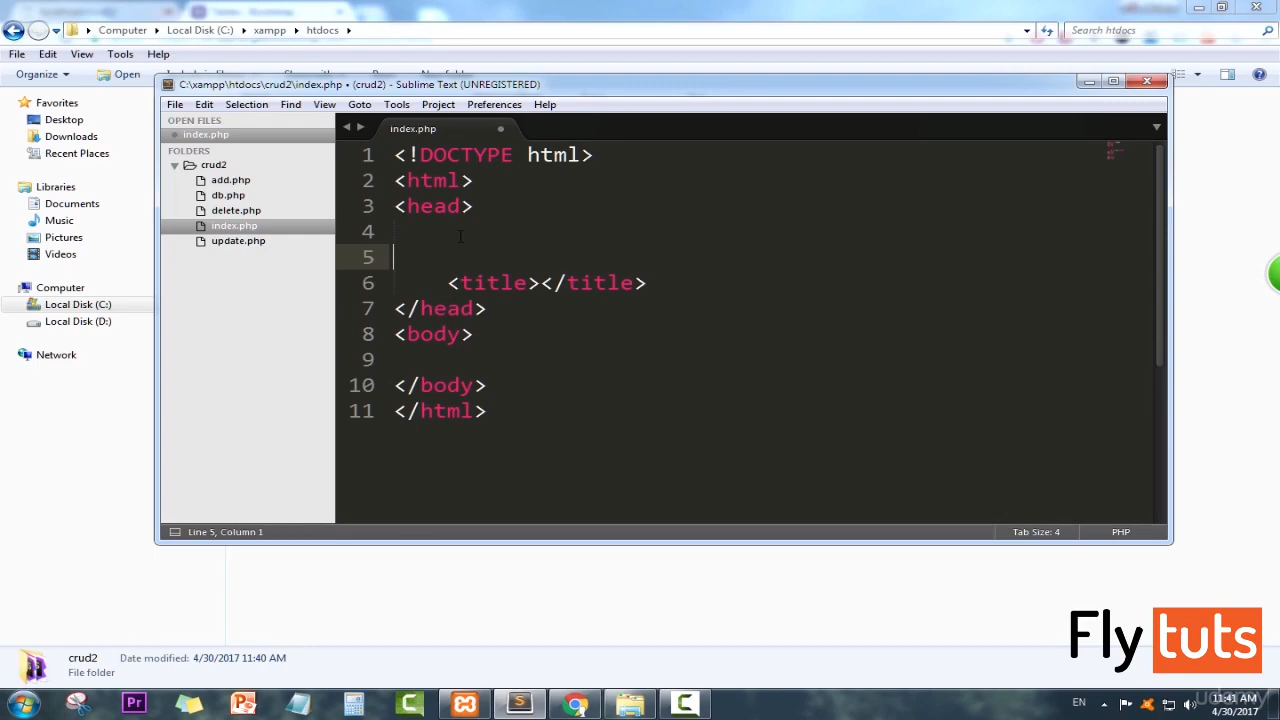 Computer
Local Disk (C:)
xampp
htdocs
Search htdocs
File Edit View Tools Help
Organize
Open
C:\xampp\htdocs\crud2\index.php • (crud2) - Sublime Text (UNREGISTERED)
File Edit Selection Find View Goto Tools Project Preferences Help
Favorites
Desktop
Downloads
Recent Places
Libraries
Documents
Music
Pictures
Videos
Computer
Local Disk (C:)
Local Disk (D:)
Network
OPEN FILES
index.php
FOLDERS
crud2
add.php
db.php
delete.php
index.php
update.php
index.php
1 <!DOCTYPE html>
2 <html>
3 <head>
4
5
6 <title></title>
7 </head>
8 <body>
9
10 </body>
11 </html>
Line 5, Column 1
Tab Size: 4
PHP
Fly tuts
crud2 Date modified: 4/30/2017 11:40 AM
File folder
Pr
EN
11:41 AM
4/30/2017